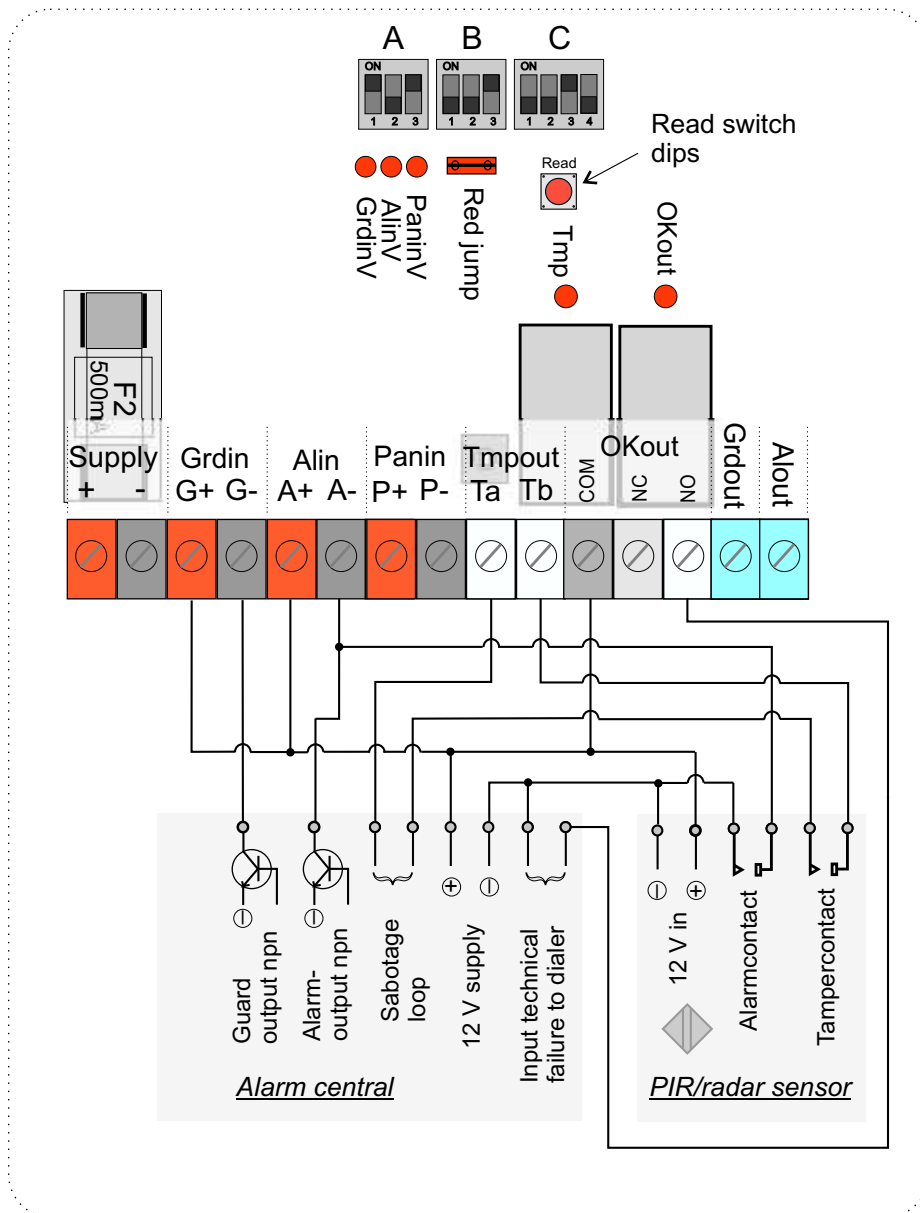 A B C
ON ON ON
1 2 3 1 2 3 1 2 3 4
Read switch
dips
Read
GrdinV
AlinV
PaninV
Red jump
Tmp
OKout
F2
500mA
Supply Grdin Alin Panin Tmpout OKout Grdout Alout
+ - G+ G- A+ A- P+ P- Ta Tb COM NC NO
Guard
output npn
Alarm-
output npn
Sabotage
loop
+ −
12 V supply
Input technical
failure to dialer
− +
12 V in
Alarmcontact
Tampercontact
Alarm central
PIR/radar sensor